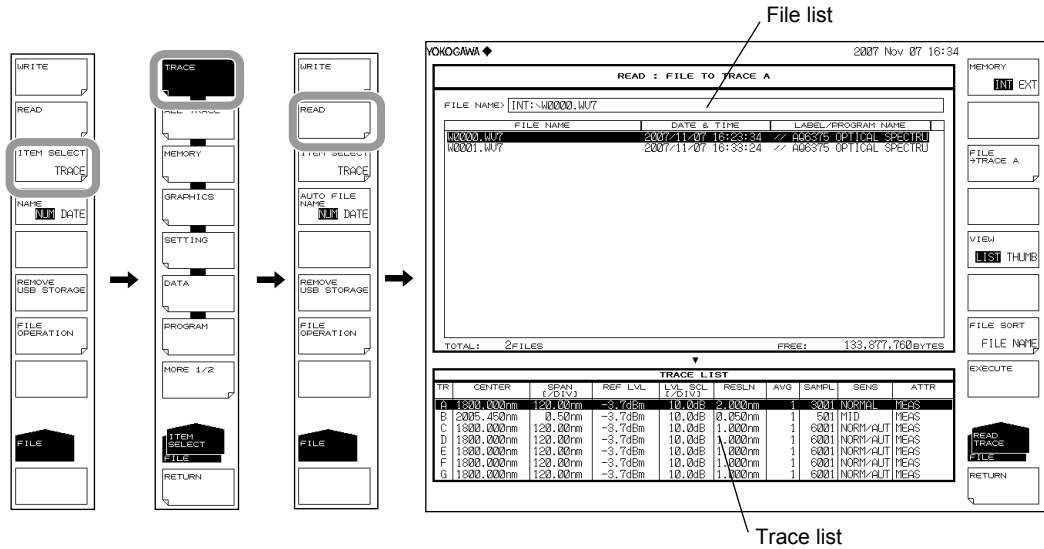 File list
WRITE
READ
ITEM SELECT
TRACE
NAME
NUM DATE
REMOVE
USB STORAGE
FILE
OPERATION
FILE
TRACE
ALL TRACE
MEMORY
GRAPHICS
SETTING
DATA
PROGRAM
MORE 1/2
ITEM
SELECT
FILE
RETURN
WRITE
READ
ITEM SELECT
TRACE
AUTO FILE
NAME
NUM DATE
REMOVE
USB STORAGE
FILE
OPERATION
FILE
YOKOGAWA ◆ 2007 Nov 07 16:34
READ : FILE TO TRACE A
FILE NAME> INT:\W0000.WV7
FILE NAME DATE & TIME LABEL/PROGRAM NAME
W0000.WV7 2007/11/07 16:23:34 // AQ6375 OPTICAL SPECTRU
W0001.WV7 2007/11/07 16:33:24 // AQ6375 OPTICAL SPECTRU
TOTAL: 2FILES FREE: 133,877,760BYTES
TRACE LIST
TR CENTER SPAN [/DIV] REF LVL LVL SCL [/DIV] RESLN AVG SAMPL SENS ATTR
A 1800.000nm 120.00nm -3.7dBm 10.0dB 2.000nm 1 3001 NORMAL MEAS
B 2005.450nm 0.50nm -3.7dBm 10.0dB 0.050nm 1 501 MID MEAS
C 1800.000nm 120.00nm -3.7dBm 10.0dB 1.000nm 1 6001 NORM/AUT MEAS
D 1800.000nm 120.00nm -3.7dBm 10.0dB 1.000nm 1 6001 NORM/AUT MEAS
E 1800.000nm 120.00nm -3.7dBm 10.0dB 1.000nm 1 6001 NORM/AUT MEAS
F 1800.000nm 120.00nm -3.7dBm 10.0dB 1.000nm 1 6001 NORM/AUT MEAS
G 1800.000nm 120.00nm -3.7dBm 10.0dB 1.000nm 1 6001 NORM/AUT MEAS
MEMORY
INT EXT
FILE
→TRACE A
VIEW
LIST THUMB
FILE SORT
FILE NAME
EXECUTE
READ
TRACE
FILE
RETURN
Trace list